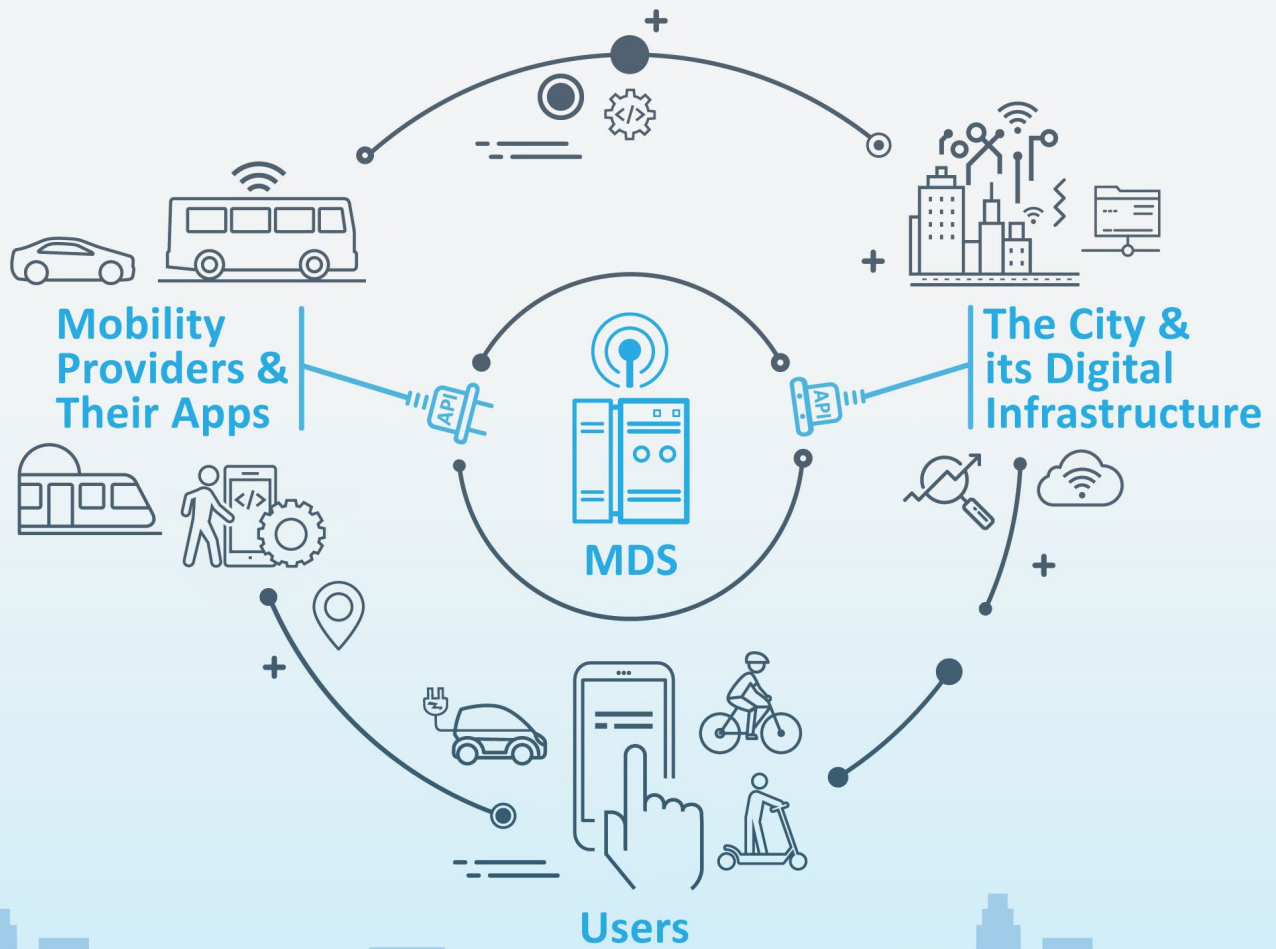 </>
Mobility
Providers &
Their Apps
API
MDS
API
The City &
its Digital
Infrastructure
</>
Users